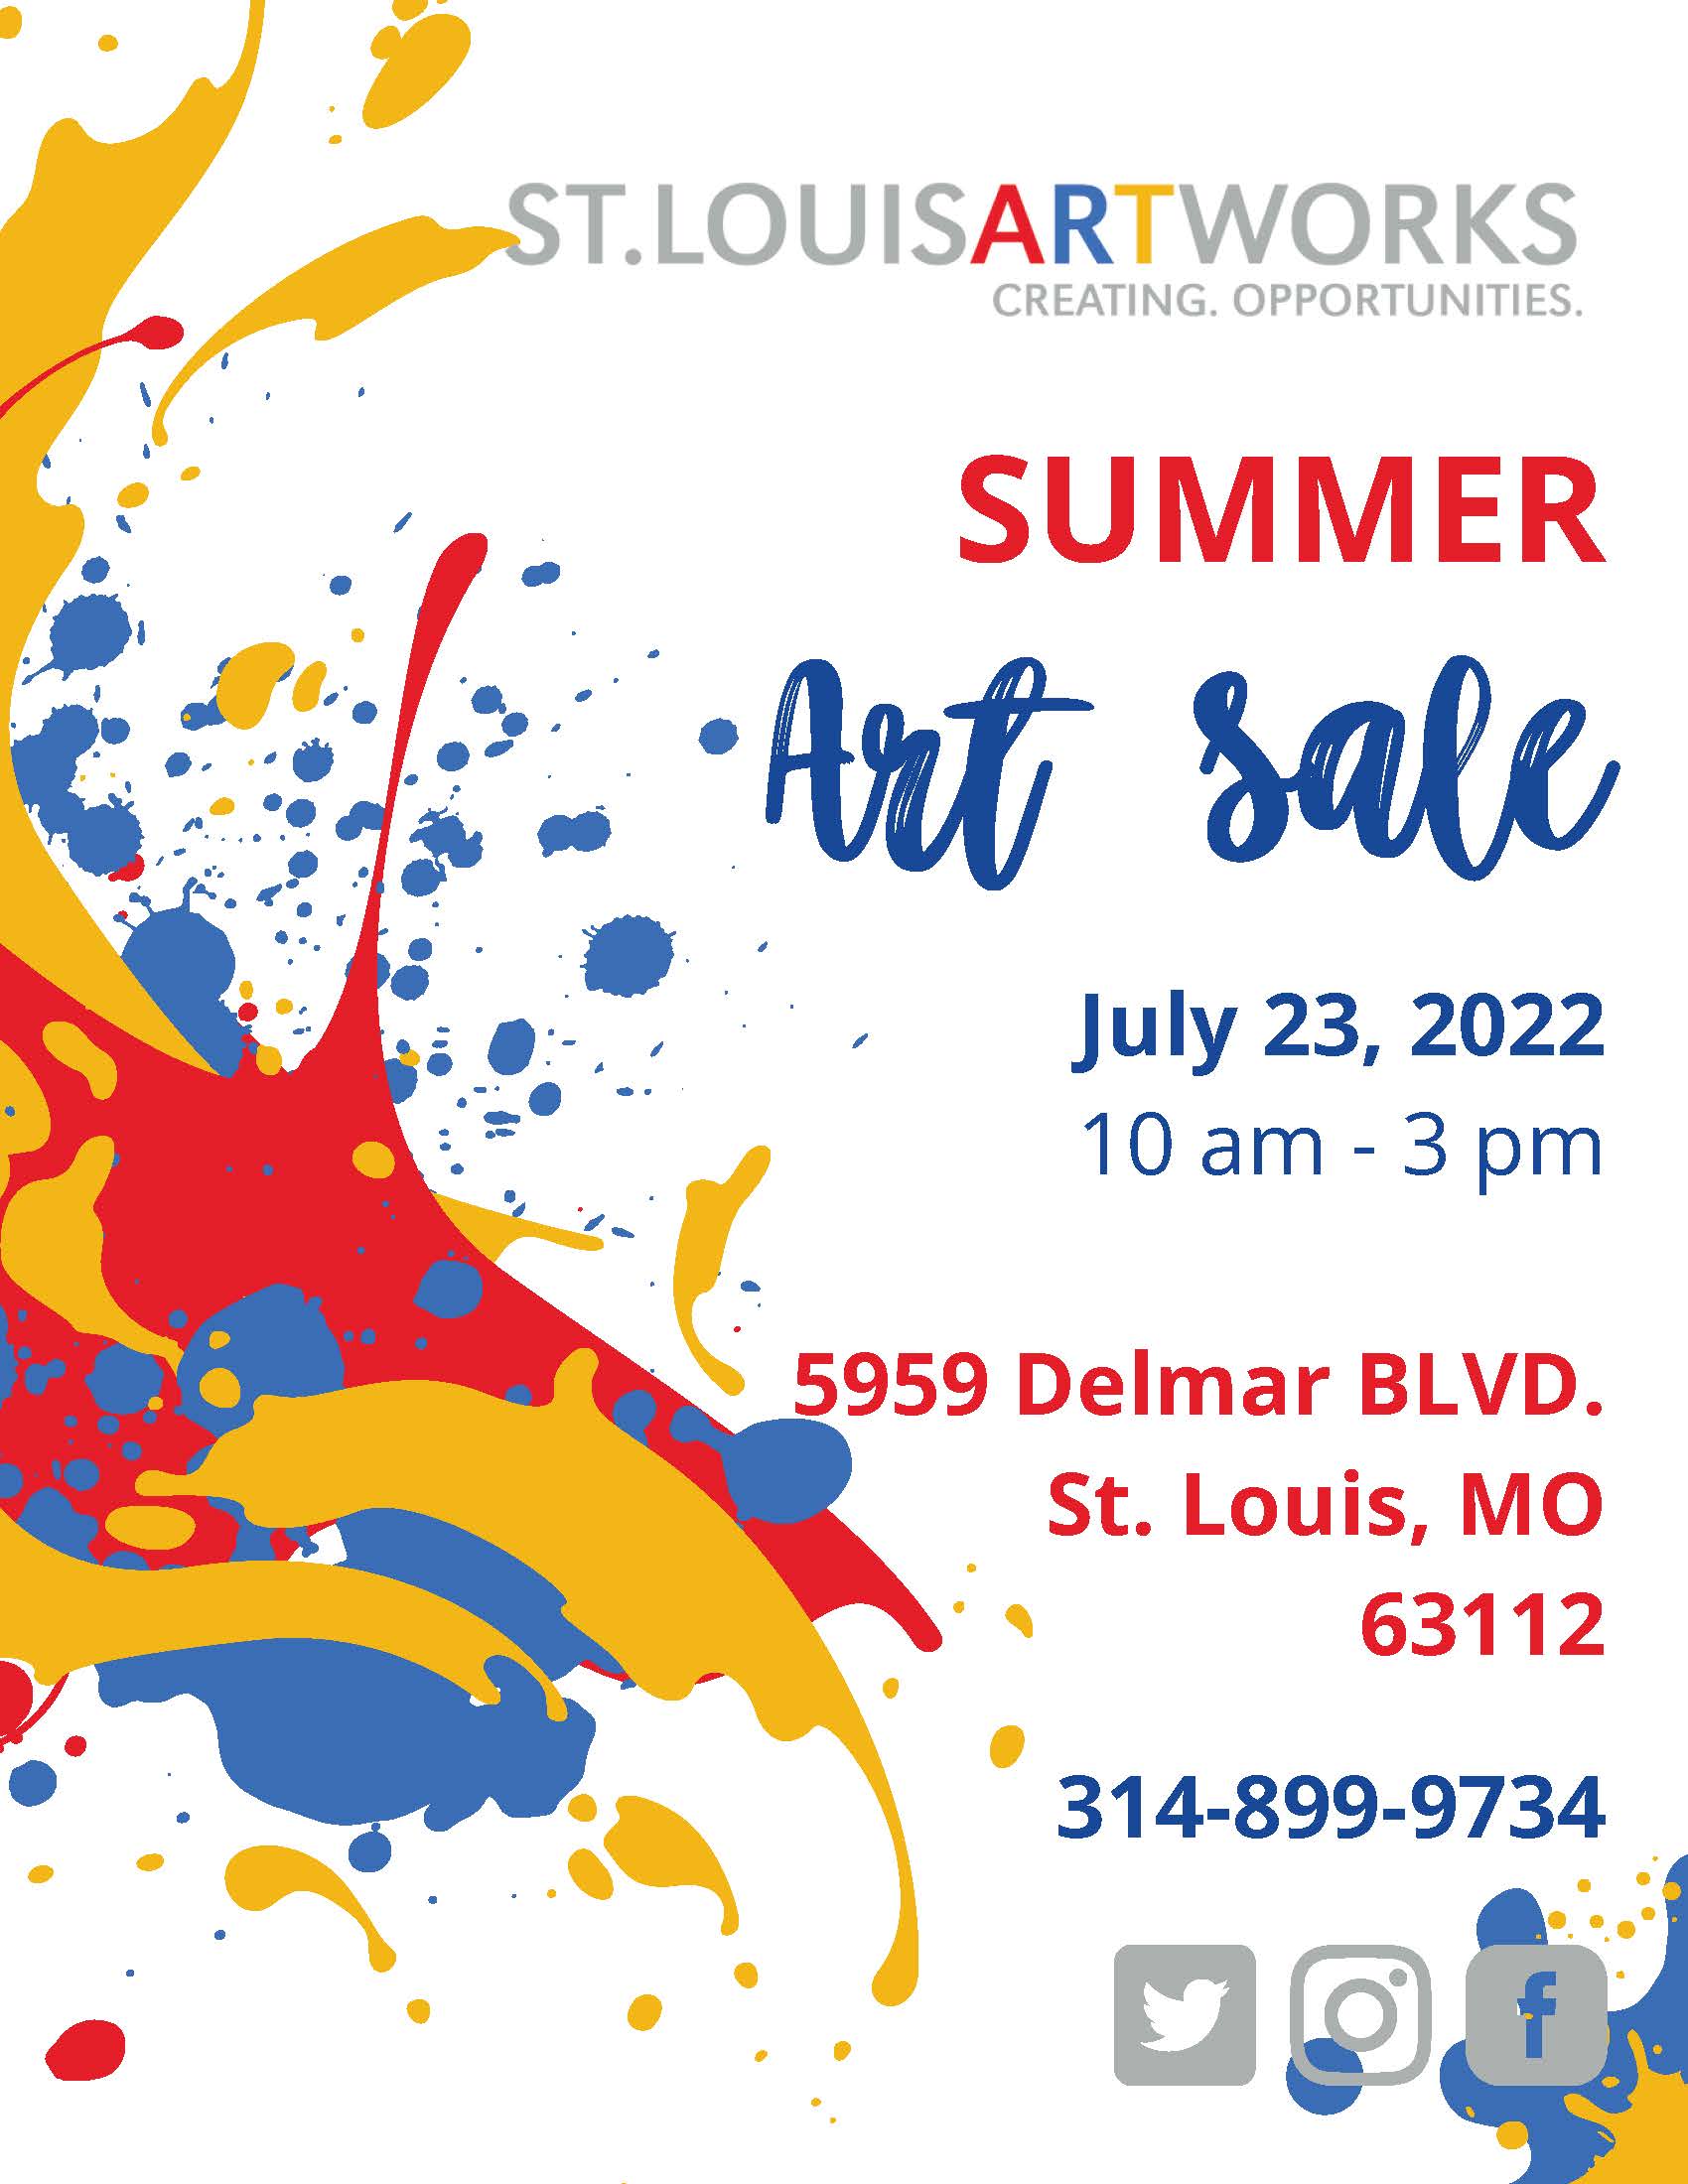 ST.LOUISARTWORKS
CREATING. OPPORTUNITIES.
SUMMER
Art sale
July 23, 2022
10 am - 3 pm
5959 Delmar BLVD.
St. Louis, MO
63112
314-899-9734